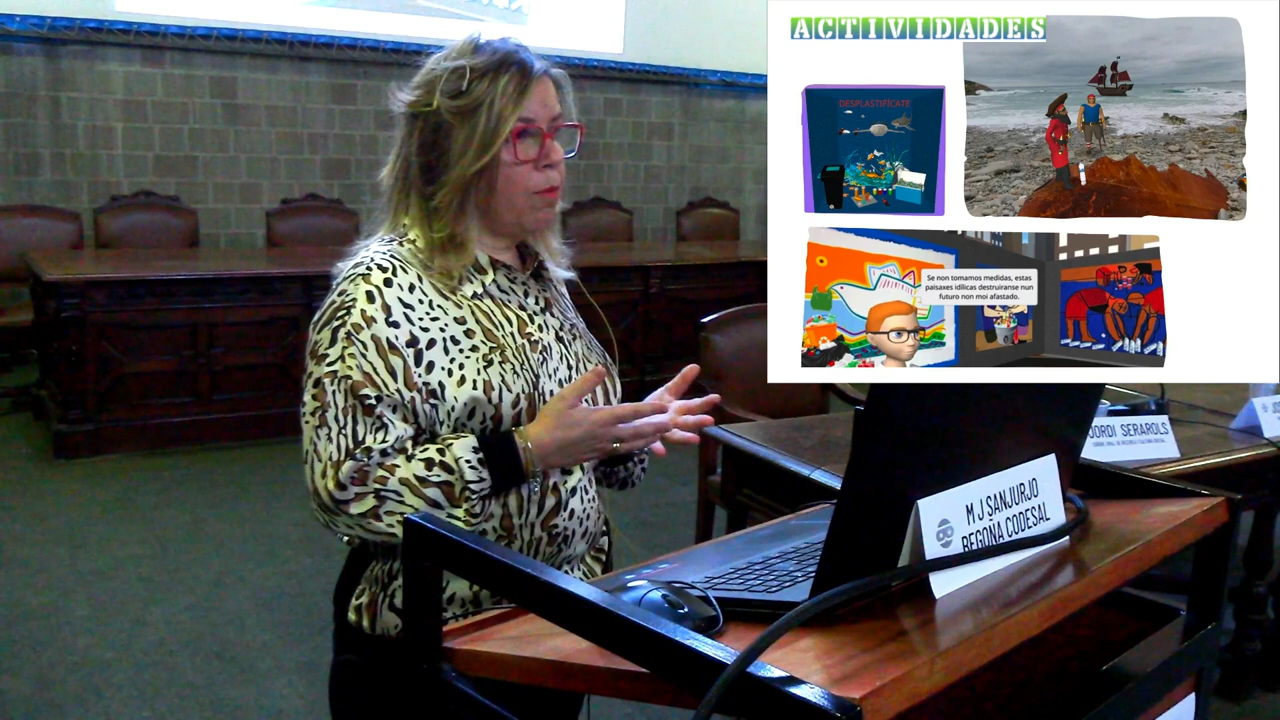 ACTIVIDADES
DESPLASTIFÍCATE
Se non tomamos medidas, estas
paisaxes idílicas destruiranse nun
futuro non moi afastado.
JORDI SERAROLS
M J SANJURJO
BEGOÑA CODESAL